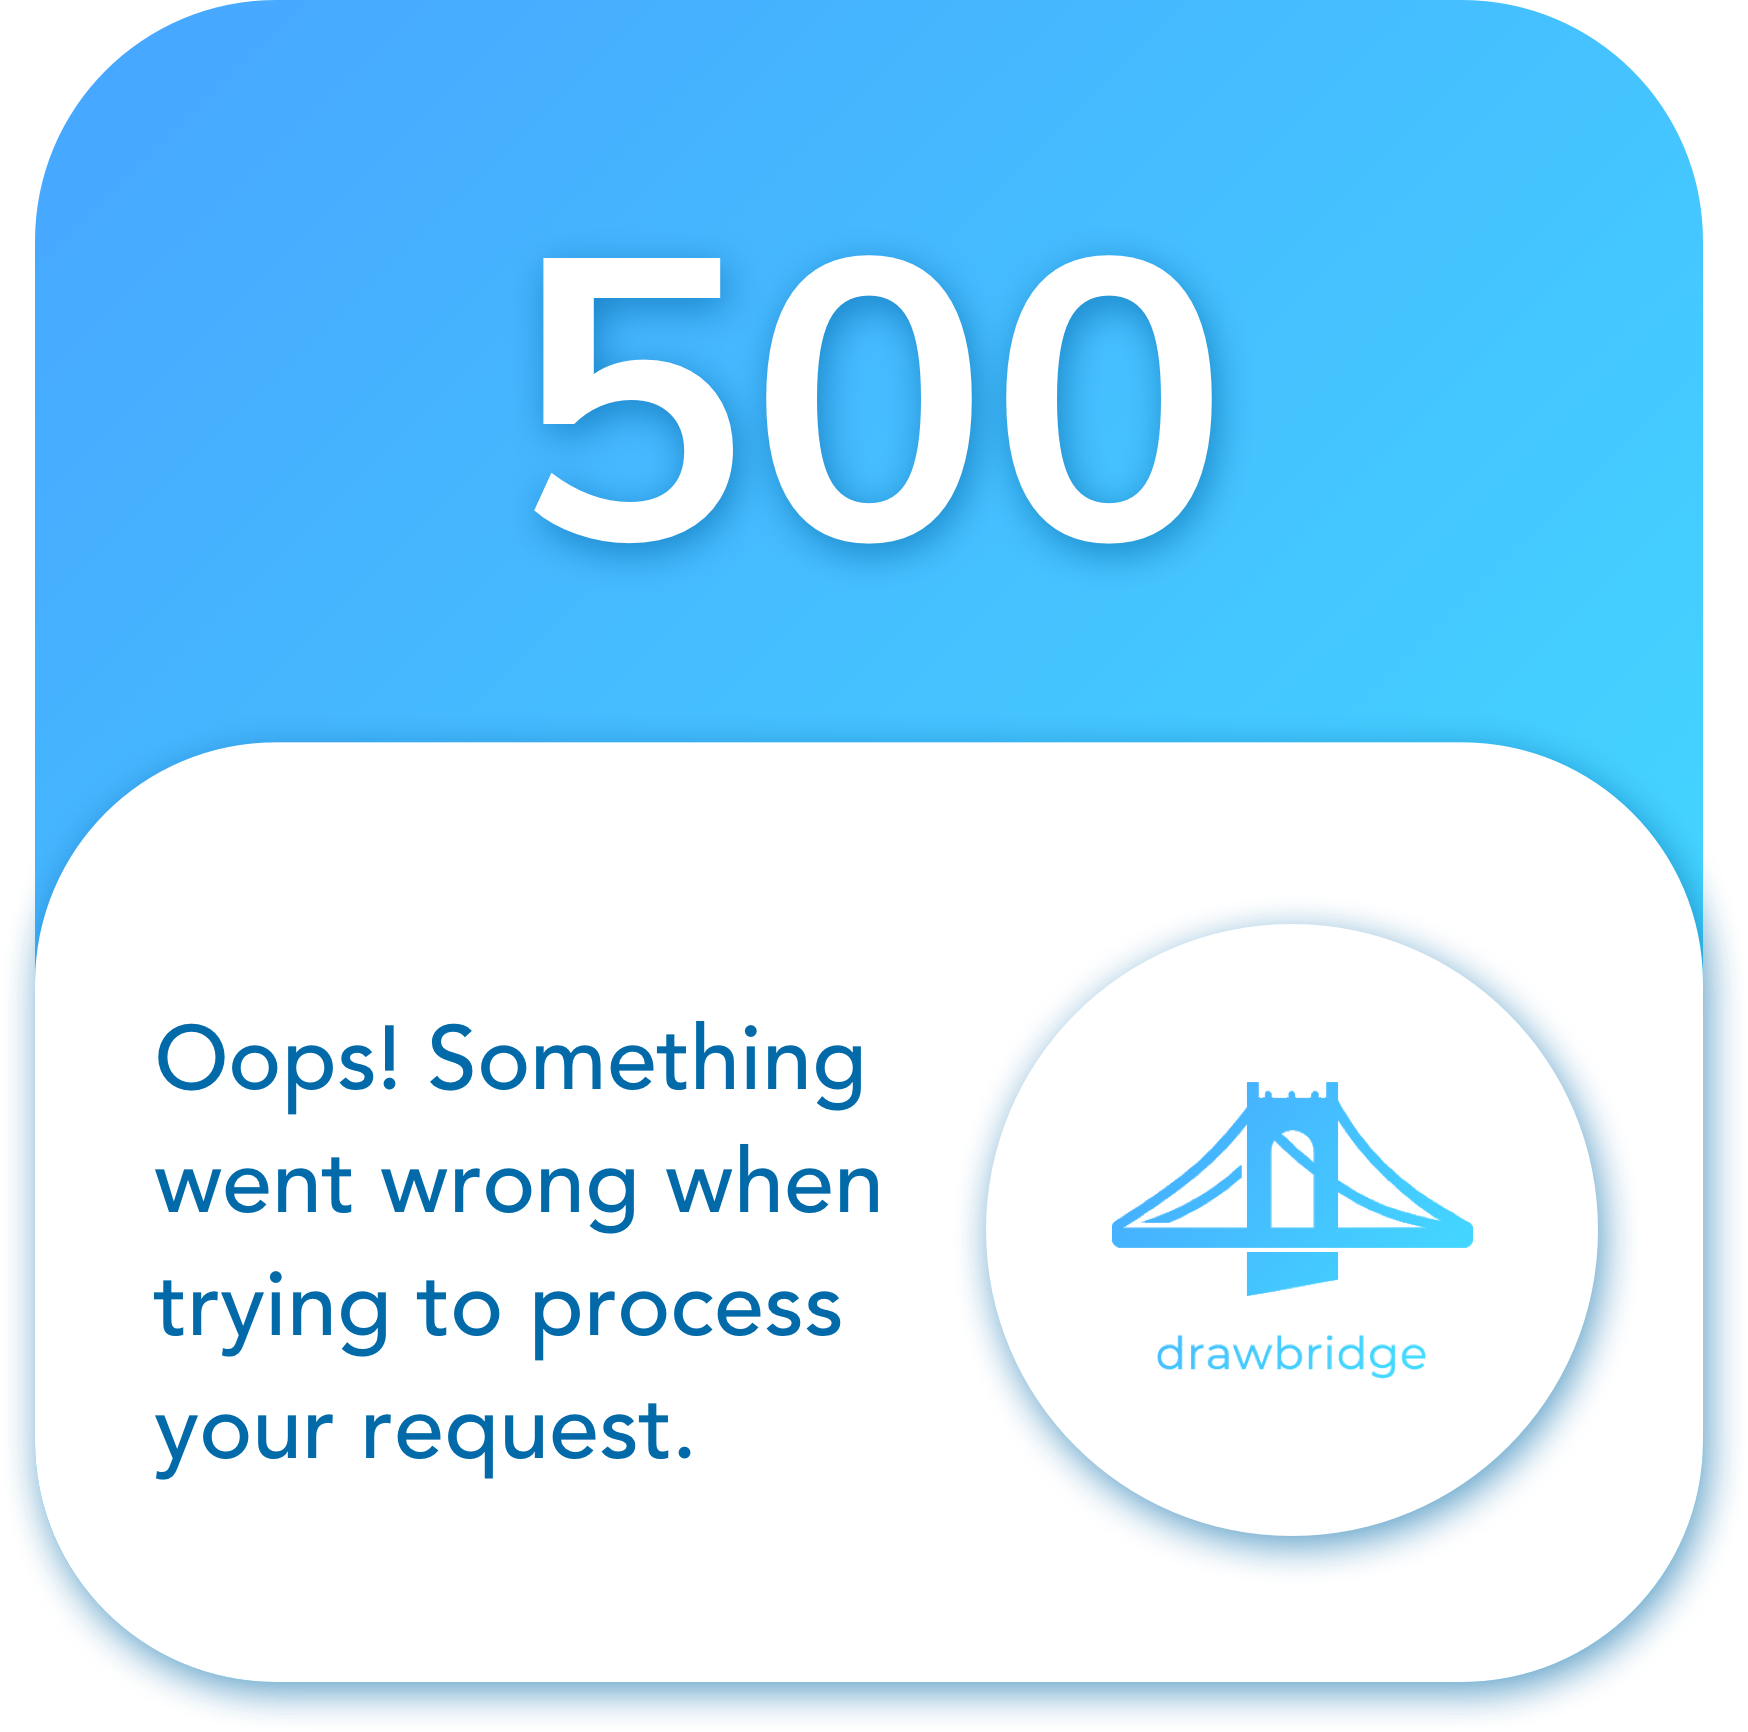 500
Oops! Something
went wrong when
trying to process
your request.
drawbridge